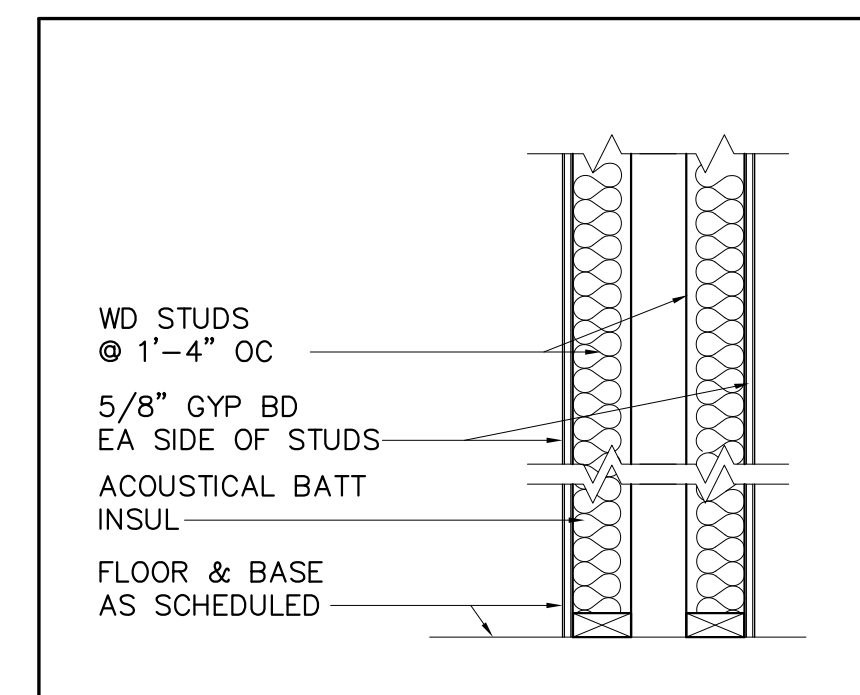 WD STUDS
@ 1'-4" OC
5/8" GYP BD
EA SIDE OF STUDS
ACOUSTICAL BATT
INSUL
FLOOR & BASE
AS SCHEDULED